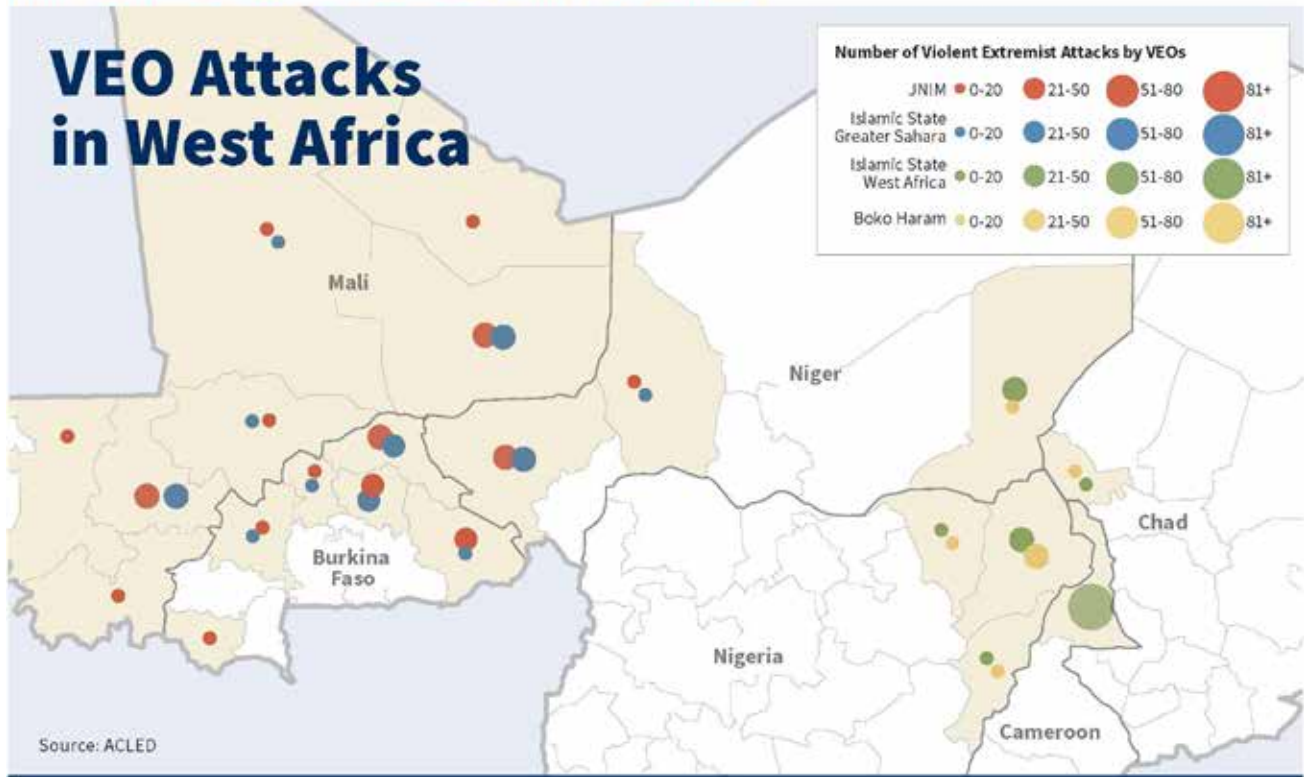 VEO Attacks
in West Africa
Number of Violent Extremist Attacks by VEOs
JNIM 0-20 21-50 51-80 81+
Islamic State
Greater Sahara 0-20 21-50 51-80 81+
Islamic State
West Africa 0-20 21-50 51-80 81+
Boko Haram 0-20 21-50 51-80 81+
Mali
Niger
Chad
Burkina
Faso
Nigeria
Cameroon
Source: ACLED